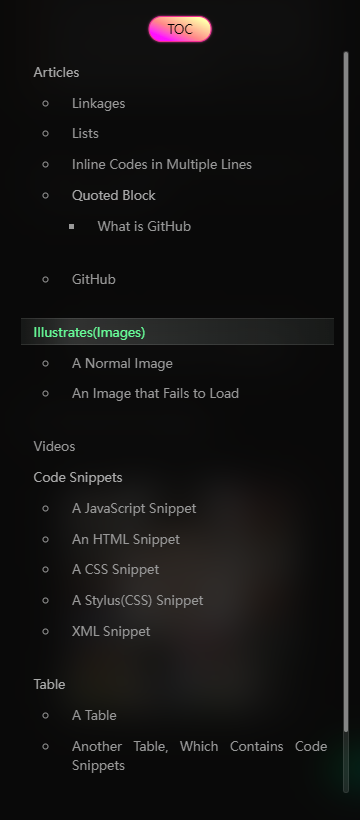 TOC
Articles
Linkages
Lists
Inline Codes in Multiple Lines
Quoted Block
What is GitHub
GitHub
Illustrates(Images)
A Normal Image
An Image that Fails to Load
Videos
Code Snippets
A JavaScript Snippet
An HTML Snippet
A CSS Snippet
A Stylus(CSS) Snippet
XML Snippet
Table
A Table
Another Table, Which Contains Code
Snippets